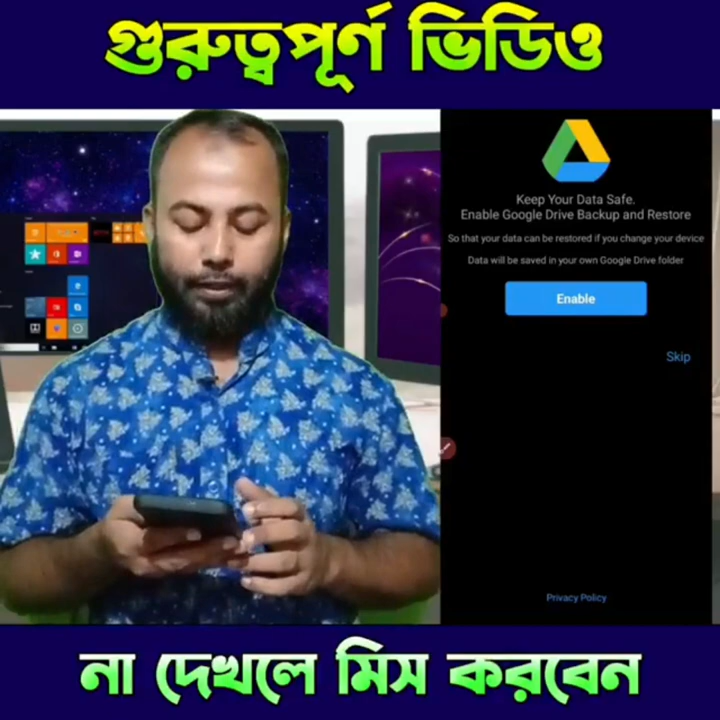 গুরুত্বপূর্ণ ভিডিও
Keep Your Data Safe.
Enable Google Drive Backup and Restore
So that your data can be restored if you change your device
Data will be saved in your own Google Drive folder
Enable
Skip
Privacy Policy
না দেখলে মিস করবেন